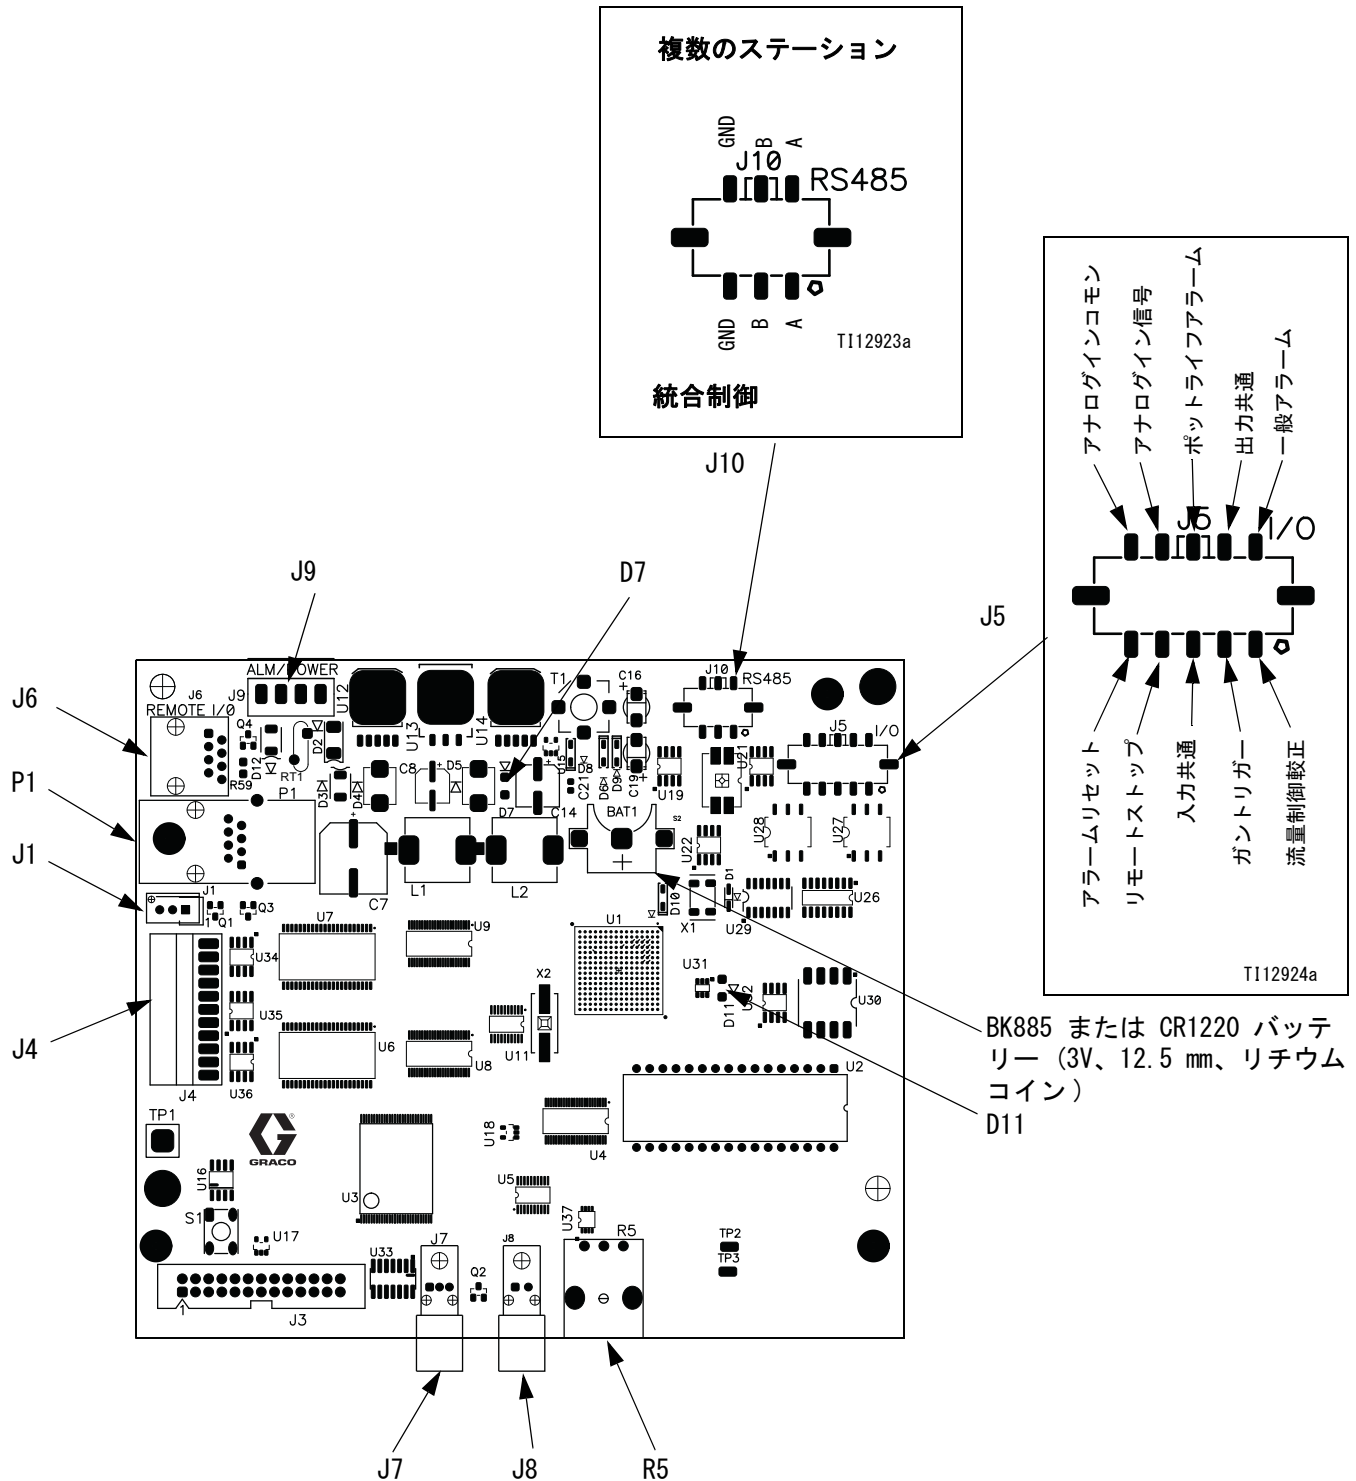 複数のステーション
GND
B
A
J10
RS485
GND
B
A
TI12923a
統合制御
J10
アナログインコモン
アナログイン信号
ポットライフアラーム
出力共通
一般アラーム
J5
I/O
アラームリセット
リモートストップ
入力共通
ガントリガー
流量制御較正
TI12924a
J9
D7
J5
J6
P1
J1
J4
ALM/POWER
J9
J6
REMOTE I/O
Q4
D12
R59
RT1
D2
U12
U13
U14
T1
C16
J10
RS485
J5
I/O
P1
D3
D4
C8
D5
D7
C14
U15
D8
C21
D6
D9
C19
U19
U21
BAT1
S2
U22
U28
U27
C7
L1
L2
J1
1
Q1
Q3
U7
U9
U1
D10
X1
D1
U29
U26
U34
U35
U36
J4
U6
U8
X2
U11
U31
D11
U32
U30
BK885 または CR1220 バッテ
リー (3V、12.5 mm、リチウム
コイン)
D11
TP1
GRACO
®
U2
U4
U18
U16
U3
U5
U37
S1
U17
U33
J7
J8
Q2
R5
TP2
TP3
1
J3
J7
J8
R5